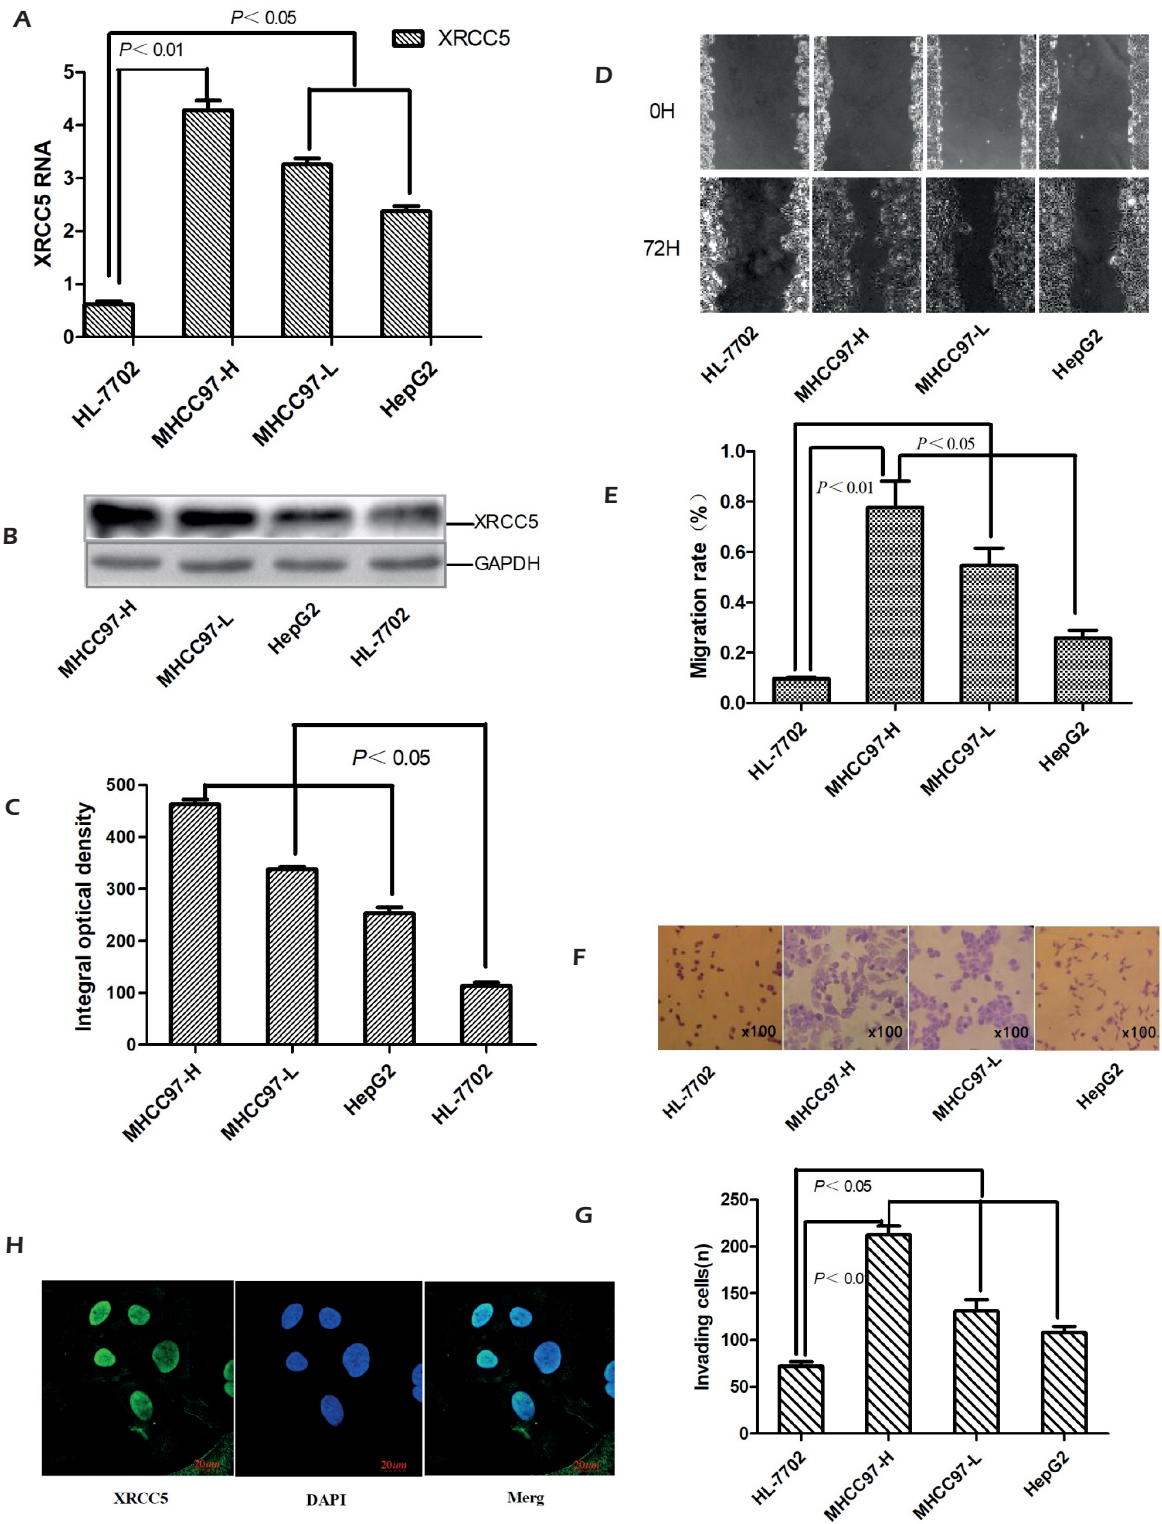 A
P< 0.05
P< 0.01
XRCC5
XRCC5 RNA
5
4
3
2
1
0
HL-7702
MHCC97-H
MHCC97-L
HepG2
B
XRCC5
GAPDH
MHCC97-H
MHCC97-L
HepG2
HL-7702
C
P< 0.05
Integral optical density
500
400
300
200
100
0
MHCC97-H
MHCC97-L
HepG2
HL-7702
D
0H
72H
HL-7702
MHCC97-H
MHCC97-L
HepG2
E
P< 0.05
P< 0.01
Migration rate (%)
1.0
0.8
0.6
0.4
0.2
0.0
HL-7702
MHCC97-H
MHCC97-L
HepG2
F
x100
x100
x100
x100
HL-7702
MHCC97-H
MHCC97-L
HepG2
G
P< 0.05
P< 0.0
Invading cells(n)
250
200
150
100
50
0
HL-7702
MHCC97-H
MHCC97-L
HepG2
H
20um
20um
20um
XRCC5
DAPI
Merg